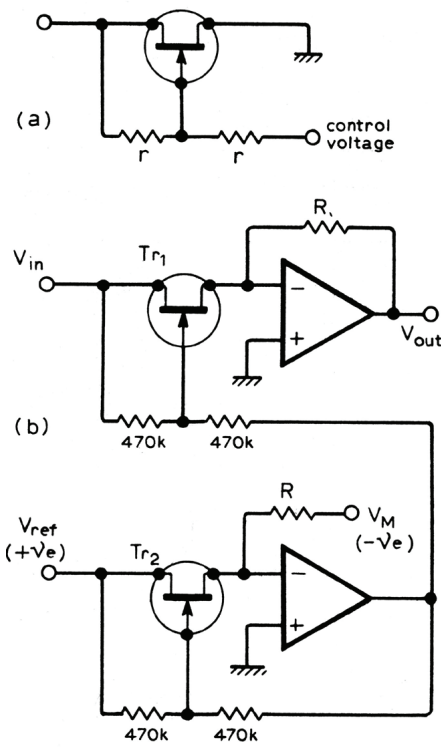 (a)
r
r
control
voltage
R
Tr1
Vin
−
+
Vout
(b)
470k
470k
R
Vref
(+ve)
Tr2
VM
(−ve)
−
+
470k
470k